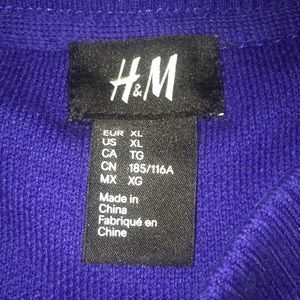 H&M
EUR XL
US XL
CA TG
CN 185/116A
MX XG
Made in
China
Fabriqué en
Chine